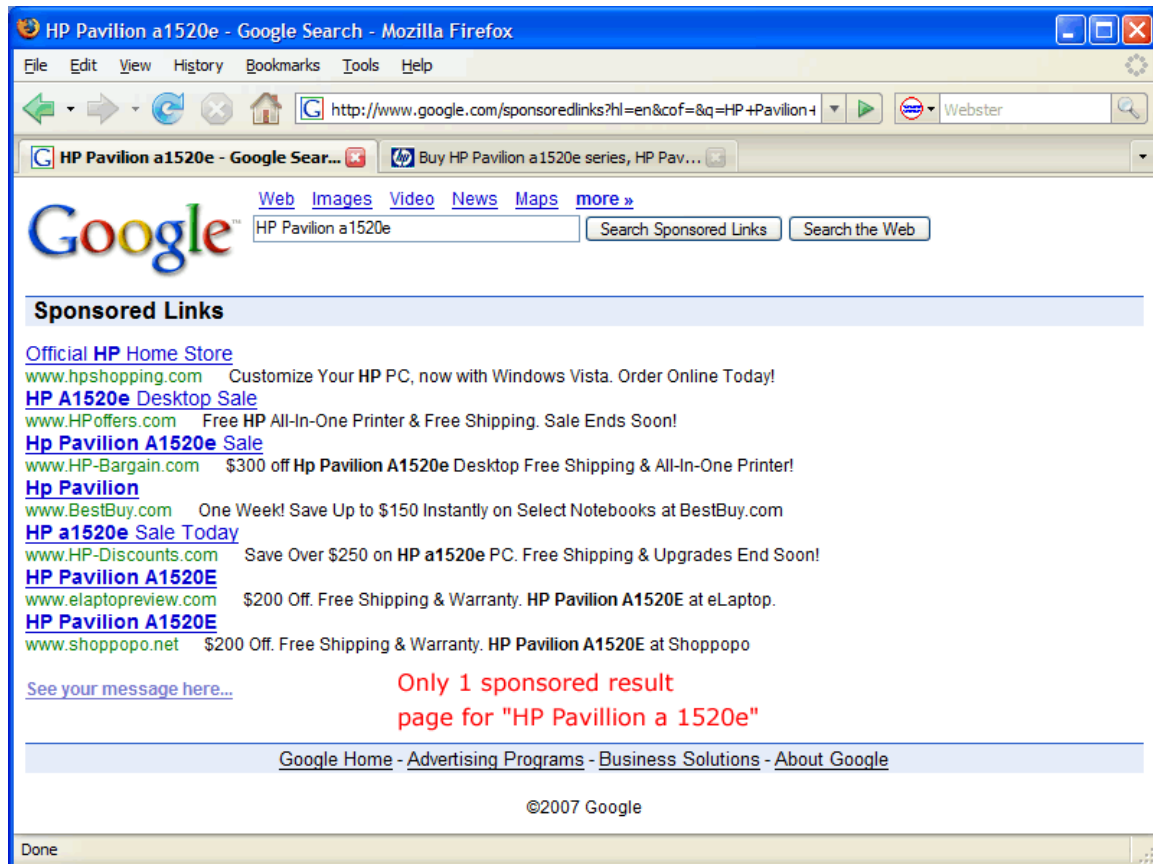 HP Pavilion a1520e - Google Search - Mozilla Firefox
File Edit View History Bookmarks Tools Help
G http://www.google.com/sponsoredlinks?hl=en&cof=&q=HP+Pavilion+ Webster
G HP Pavilion a1520e - Google Sear... hp Buy HP Pavilion a1520e series, HP Pav...
Web Images Video News Maps more »
Google™ HP Pavilion a1520e Search Sponsored Links Search the Web
Sponsored Links
Official HP Home Store
www.hpshopping.com Customize Your HP PC, now with Windows Vista. Order Online Today!
HP A1520e Desktop Sale
www.HPoffers.com Free HP All-In-One Printer & Free Shipping. Sale Ends Soon!
Hp Pavilion A1520e Sale
www.HP-Bargain.com $300 off Hp Pavilion A1520e Desktop Free Shipping & All-In-One Printer!
Hp Pavilion
www.BestBuy.com One Week! Save Up to $150 Instantly on Select Notebooks at BestBuy.com
HP a1520e Sale Today
www.HP-Discounts.com Save Over $250 on HP a1520e PC. Free Shipping & Upgrades End Soon!
HP Pavilion A1520E
www.elaptopreview.com $200 Off. Free Shipping & Warranty. HP Pavilion A1520E at eLaptop.
HP Pavilion A1520E
www.shoppopo.net $200 Off. Free Shipping & Warranty. HP Pavilion A1520E at Shoppopo
See your message here...
Only 1 sponsored result
page for "HP Pavillion a 1520e"
Google Home - Advertising Programs - Business Solutions - About Google
©2007 Google
Done